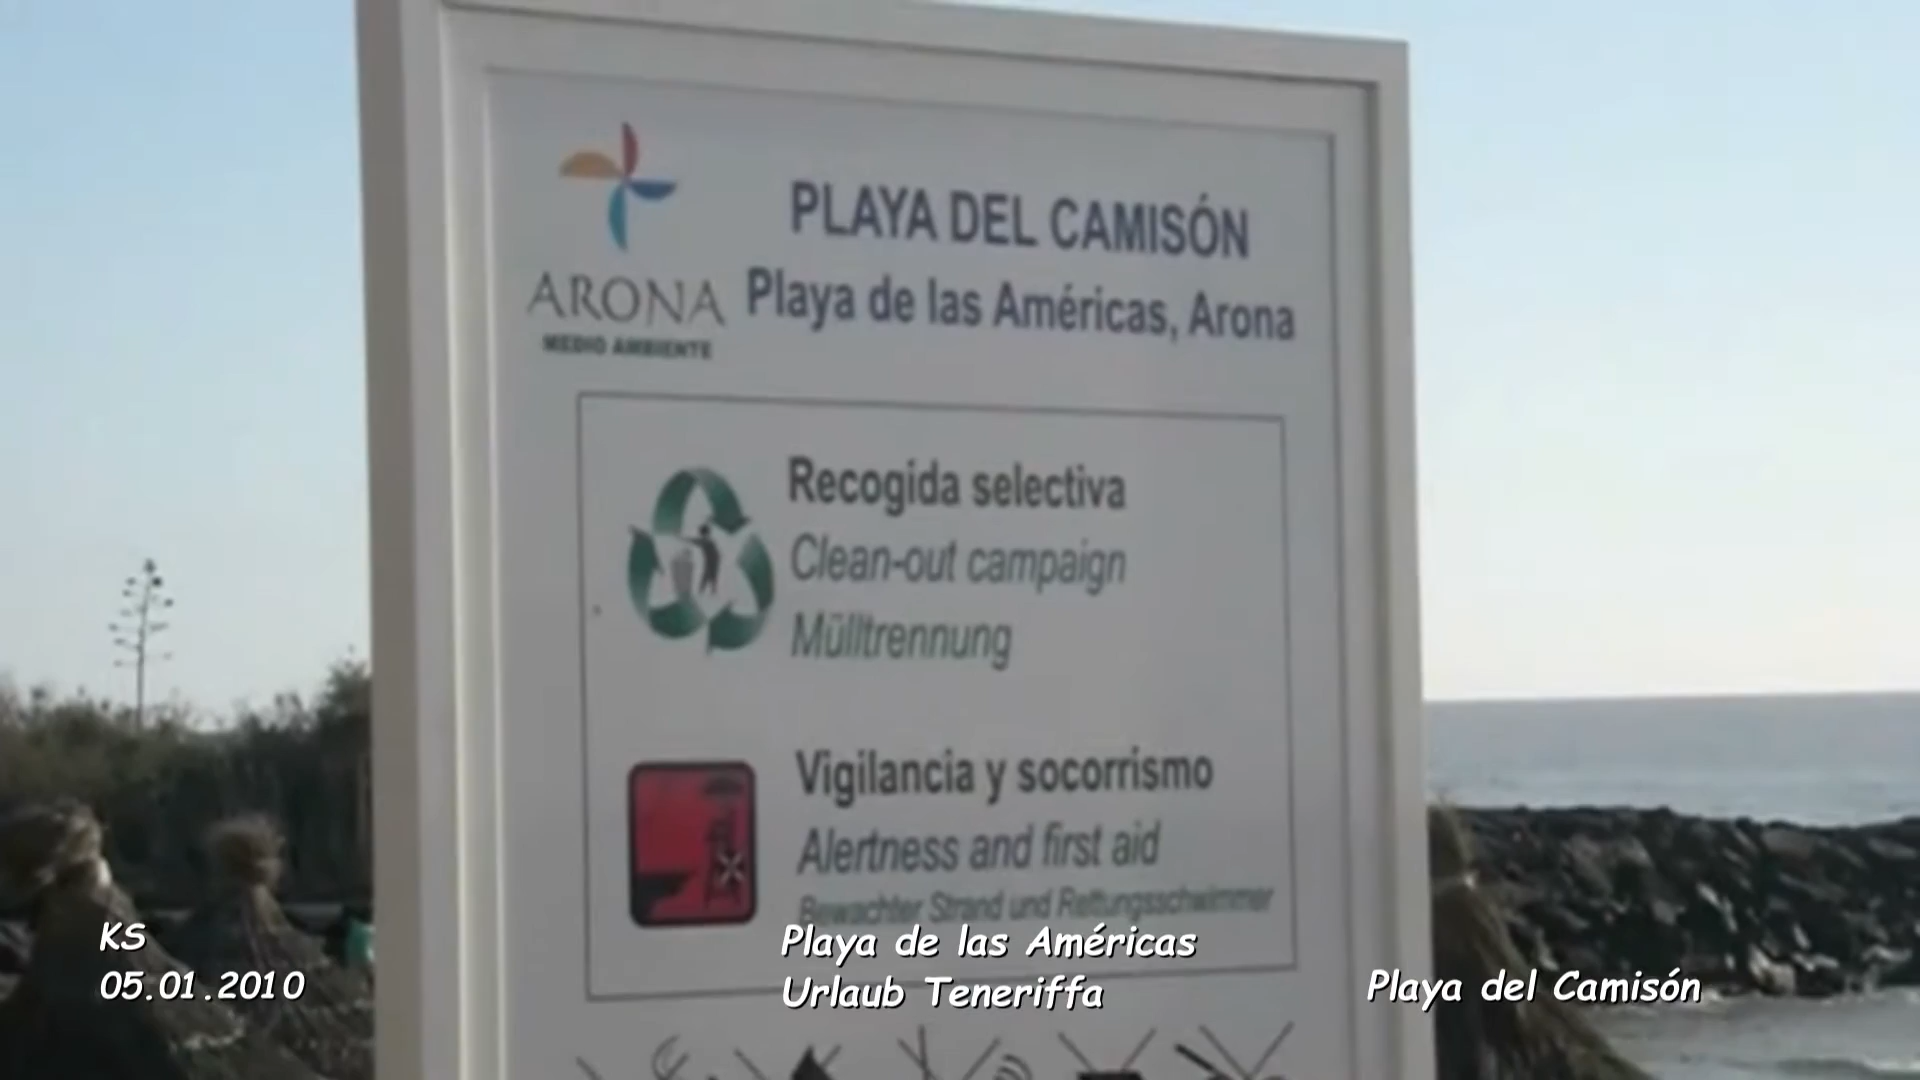 ARONA
MEDIO AMBIENTE
PLAYA DEL CAMISÓN
Playa de las Américas, Arona
Recogida selectiva
Clean-out campaign
Mülltrennung
Vigilancia y socorrismo
Alertness and first aid
Bewachter Strand und Rettungsschwimmer
KS
05.01.2010
Playa de las Américas
Urlaub Teneriffa
Playa del Camisón